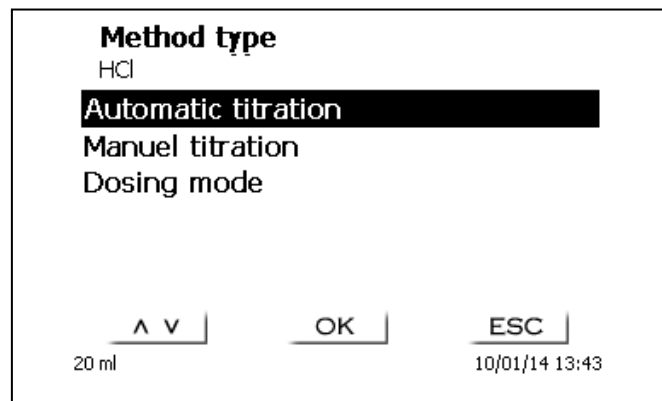 Method type
HCl
Automatic titration
Manuel titration
Dosing mode
∧ ∨ OK ESC
20 ml 10/01/14 13:43